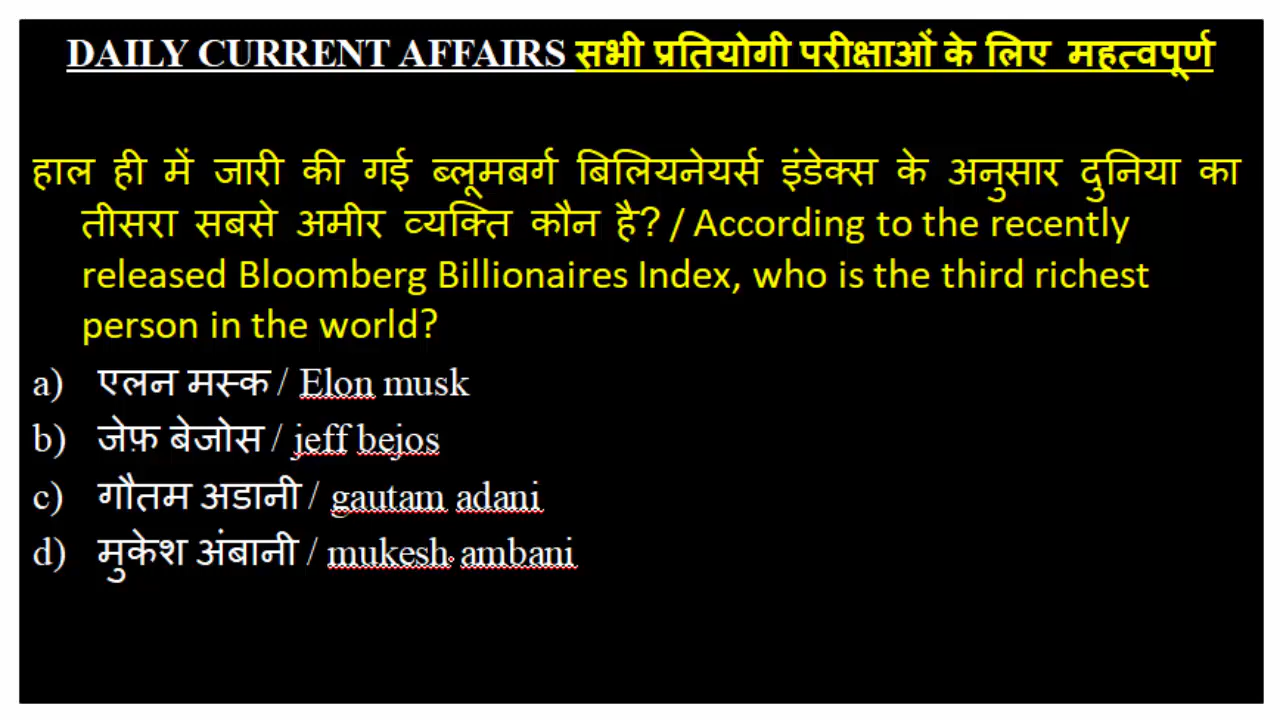 DAILY CURRENT AFFAIRS सभी प्रतियोगी परीक्षाओं के लिए महत्वपूर्ण
हाल ही में जारी की गई ब्लूमबर्ग बिलियनेयर्स इंडेक्स के अनुसार दुनिया का
तीसरा सबसे अमीर व्यक्ति कौन है? / According to the recently
released Bloomberg Billionaires Index, who is the third richest
person in the world?
a) एलन मस्क / Elon musk
b) जेफ़ बेजोस / jeff bejos
c) गौतम अडानी / gautam adani
d) मुकेश अंबानी / mukesh ambani